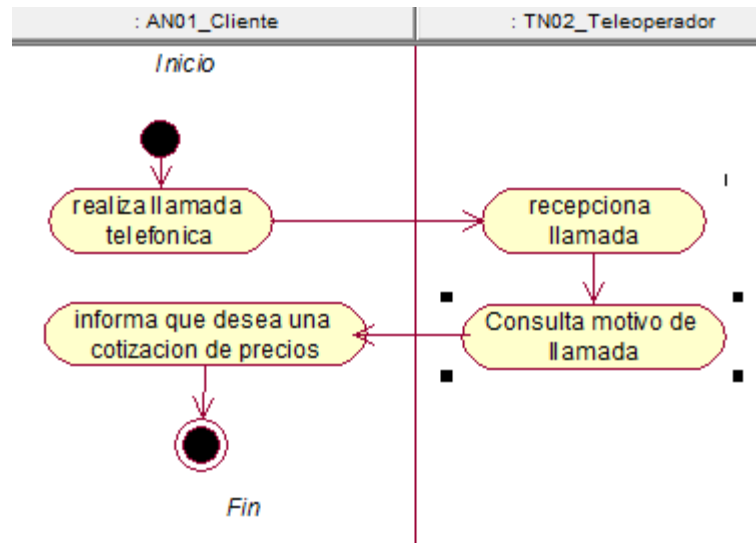 : AN01_Cliente
: TN02_Teleoperador
Inicio
realiza llamada
telefonica
recepciona
llamada
Consulta motivo de
llamada
informa que desea una
cotizacion de precios
Fin